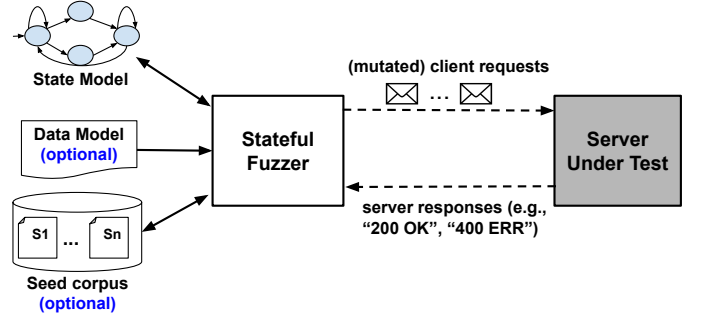 State Model
Data Model
(optional)
S1
...
Sn
Seed corpus
(optional)
Stateful
Fuzzer
(mutated) client requests
...
server responses (e.g.,
“200 OK”, “400 ERR”)
Server
Under Test